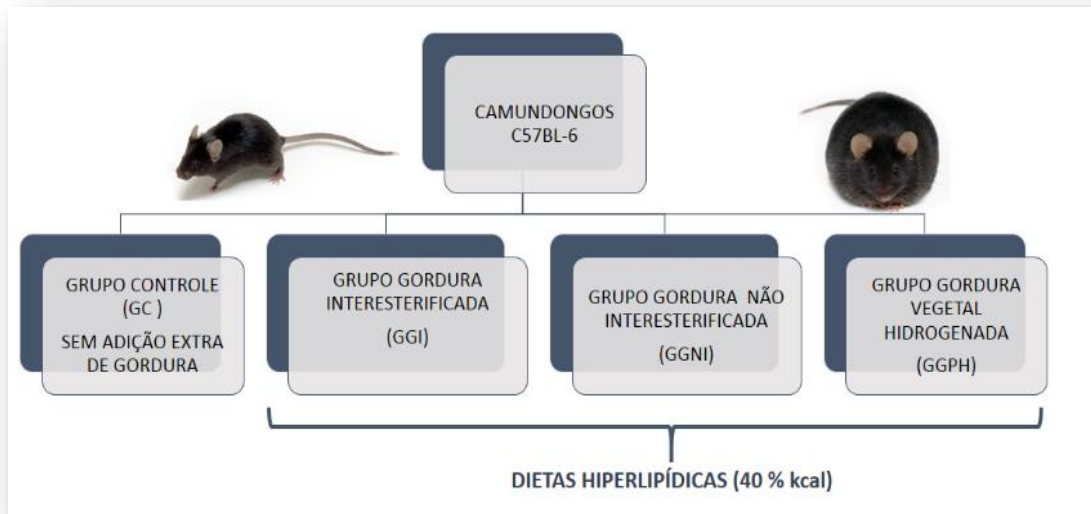 CAMUNDONGOS
C57BL-6
GRUPO CONTROLE
(GC )
SEM ADIÇÃO EXTRA
DE GORDURA
GRUPO GORDURA
INTERESTERIFICADA
(GGI)
GRUPO GORDURA NÃO
INTERESTERIFICADA
(GGNI)
GRUPO GORDURA
VEGETAL
HIDROGENADA
(GGPH)
DIETAS HIPERLIPÍDICAS (40 % kcal)